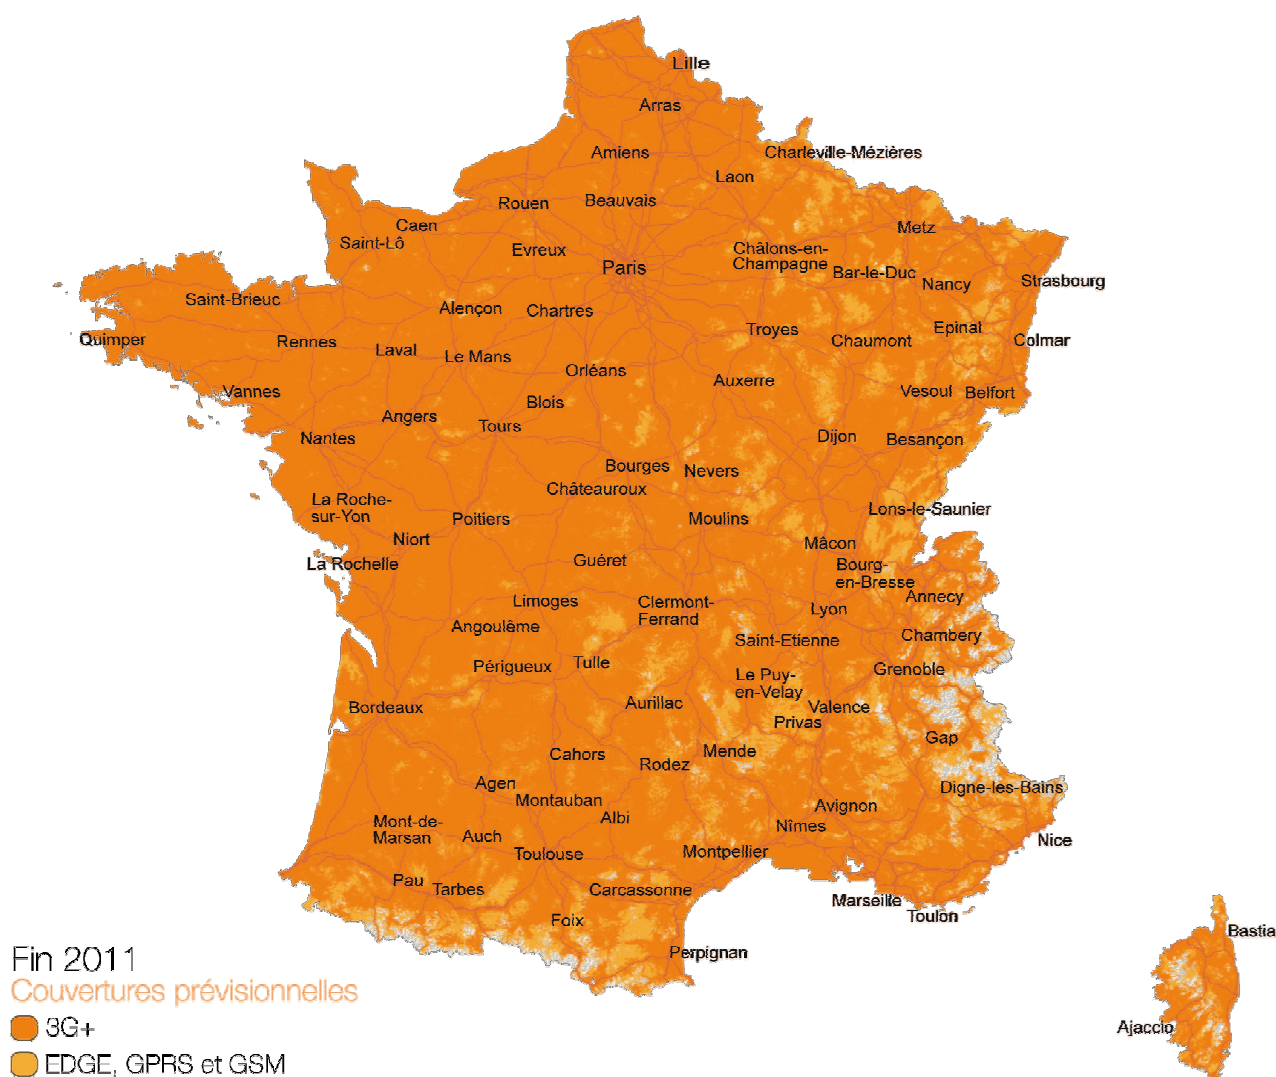 Lille
Arras
Amiens
Charleville-Mézières
Laon
Rouen
Beauvais
Caen
Metz
Saint-Lô
Evreux
Châlons-en-
Champagne
Paris
Bar-le-Duc
Nancy
Strasbourg
Saint-Brieuc
Alençon
Chartres
Troyes
Epinal
Quimper
Rennes
Chaumont
Colmar
Laval
Le Mans
Orléans
Auxerre
Vannes
Vesoul
Belfort
Blois
Angers
Tours
Nantes
Dijon
Besançon
Bourges
Nevers
Châteauroux
La Roche-
sur-Yon
Lons-le-Saunier
Poitiers
Moulins
Niort
Mâcon
La Rochelle
Guéret
Bourg-
en-Bresse
Annecy
Limoges
Clermont-
Ferrand
Lyon
Angoulême
Saint-Etienne
Chambery
Périgueux
Tulle
Grenoble
Le Puy-
en-Velay
Aurillac
Valence
Bordeaux
Privas
Gap
Cahors
Mende
Rodez
Agen
Digne-les-Bains
Montauban
Avignon
Albi
Mont-de-
Marsan
Nîmes
Auch
Nice
Toulouse
Montpellier
Pau
Tarbes
Carcassonne
Marseille
Toulon
Foix
Bastia
Perpignan
Ajaccio
Fin 2011
Couvertures prévisionnelles
3G+
EDGE, GPRS et GSM